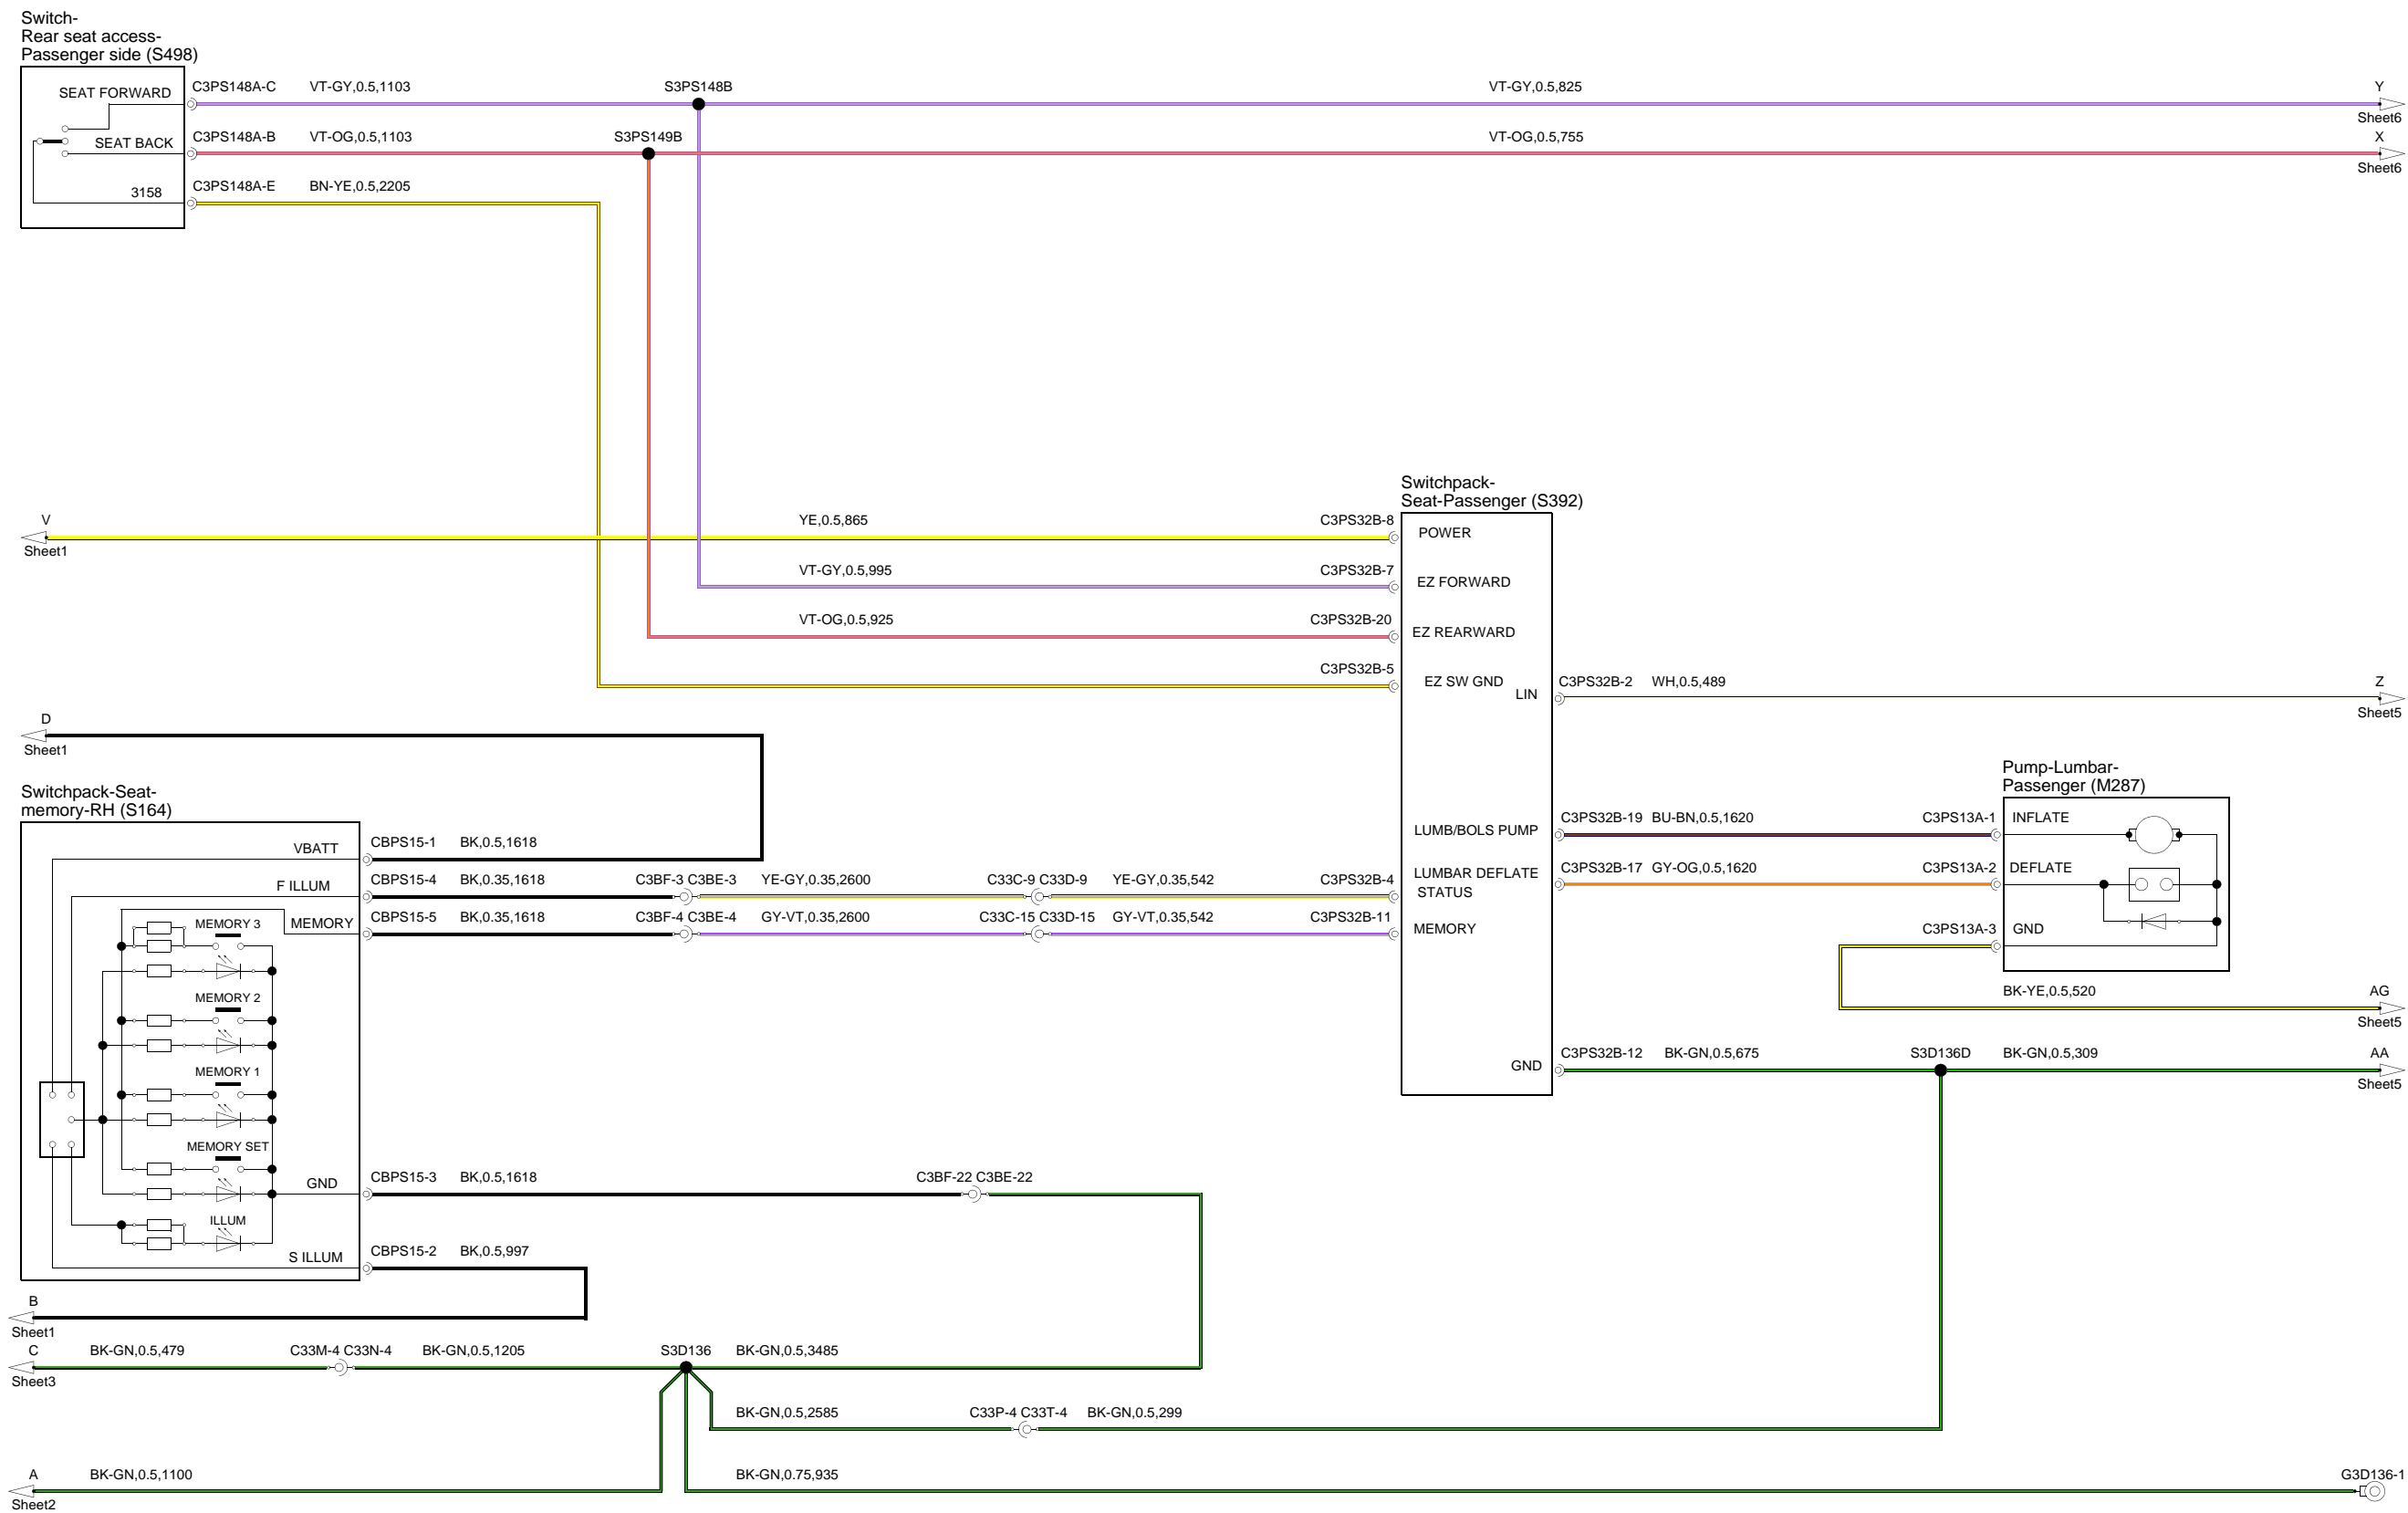 Switch-
Rear seat access-
Passenger side (S498)
SEAT FORWARD
C3PS148A-C VT-GY,0.5,1103
S3PS148B
VT-GY,0.5,825
Y
Sheet6
SEAT BACK
C3PS148A-B VT-OG,0.5,1103
S3PS149B
VT-OG,0.5,755
X
Sheet6
3158
C3PS148A-E BN-YE,0.5,2205
Switchpack-
Seat-Passenger (S392)
V
Sheet1
YE,0.5,865
C3PS32B-8
POWER
VT-GY,0.5,995
C3PS32B-7
EZ FORWARD
VT-OG,0.5,925
C3PS32B-20
EZ REARWARD
C3PS32B-5
EZ SW GND
LIN
C3PS32B-2 WH,0.5,489
Z
Sheet5
D
Sheet1
Pump-Lumbar-
Passenger (M287)
Switchpack-Seat-
memory-RH (S164)
LUMB/BOLS PUMP
C3PS32B-19 BU-BN,0.5,1620
C3PS13A-1
INFLATE
VBATT
CBPS15-1 BK,0.5,1618
F ILLUM
CBPS15-4 BK,0.35,1618
C3BF-3 C3BE-3
YE-GY,0.35,2600
C33C-9 C33D-9
YE-GY,0.35,542
C3PS32B-4
LUMBAR DEFLATE
STATUS
C3PS32B-17 GY-OG,0.5,1620
C3PS13A-2
DEFLATE
MEMORY
CBPS15-5 BK,0.35,1618
C3BF-4 C3BE-4
GY-VT,0.35,2600
C33C-15 C33D-15
GY-VT,0.35,542
C3PS32B-11
MEMORY
C3PS13A-3
GND
MEMORY 3
BK-YE,0.5,520
AG
Sheet5
MEMORY 2
GND
C3PS32B-12 BK-GN,0.5,675
S3D136D
BK-GN,0.5,309
AA
Sheet5
MEMORY 1
MEMORY SET
GND
CBPS15-3 BK,0.5,1618
C3BF-22 C3BE-22
ILLUM
S ILLUM
CBPS15-2 BK,0.5,997
B
Sheet1
C
Sheet3
BK-GN,0.5,479
C33M-4 C33N-4
BK-GN,0.5,1205
S3D136
BK-GN,0.5,3485
BK-GN,0.5,2585
C33P-4 C33T-4
BK-GN,0.5,299
A
Sheet2
BK-GN,0.5,1100
BK-GN,0.75,935
G3D136-1